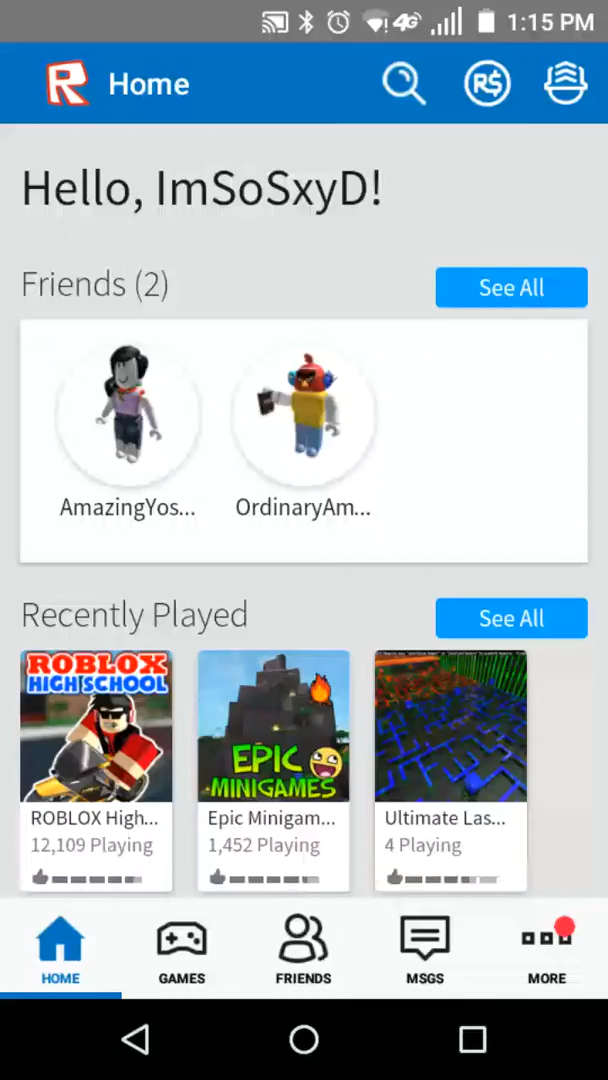 4G 1:15 PM
R Home R$
Hello, ImSoSxyD!
Friends (2) See All
AmazingYos... OrdinaryAm...
Recently Played See All
ROBLOX
HIGH SCHOOL
EPIC
MINIGAMES
ROBLOX High... Epic Minigam... Ultimate Las...
12,109 Playing 1,452 Playing 4 Playing
HOME GAMES FRIENDS MSGS MORE